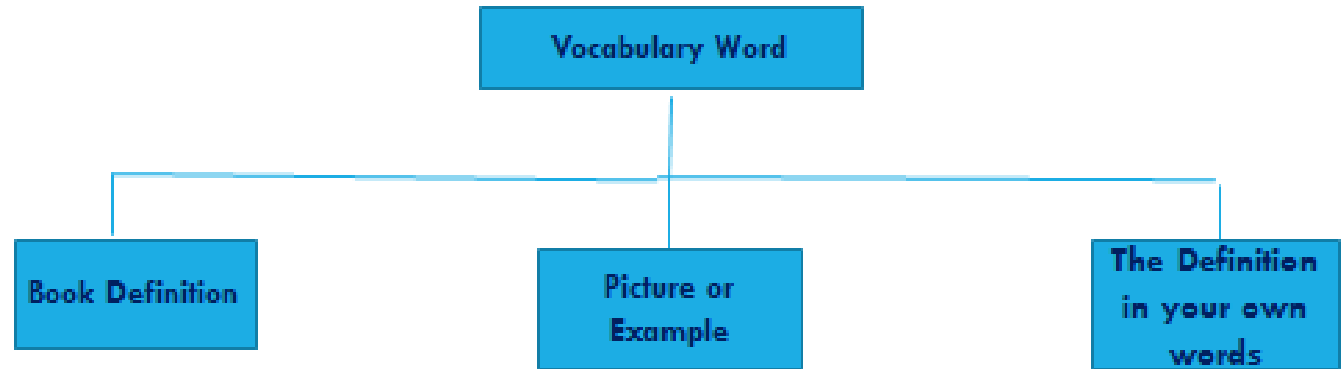 Vocabulary Word
Book Definition
Picture or
Example
The Definition
in your own
words